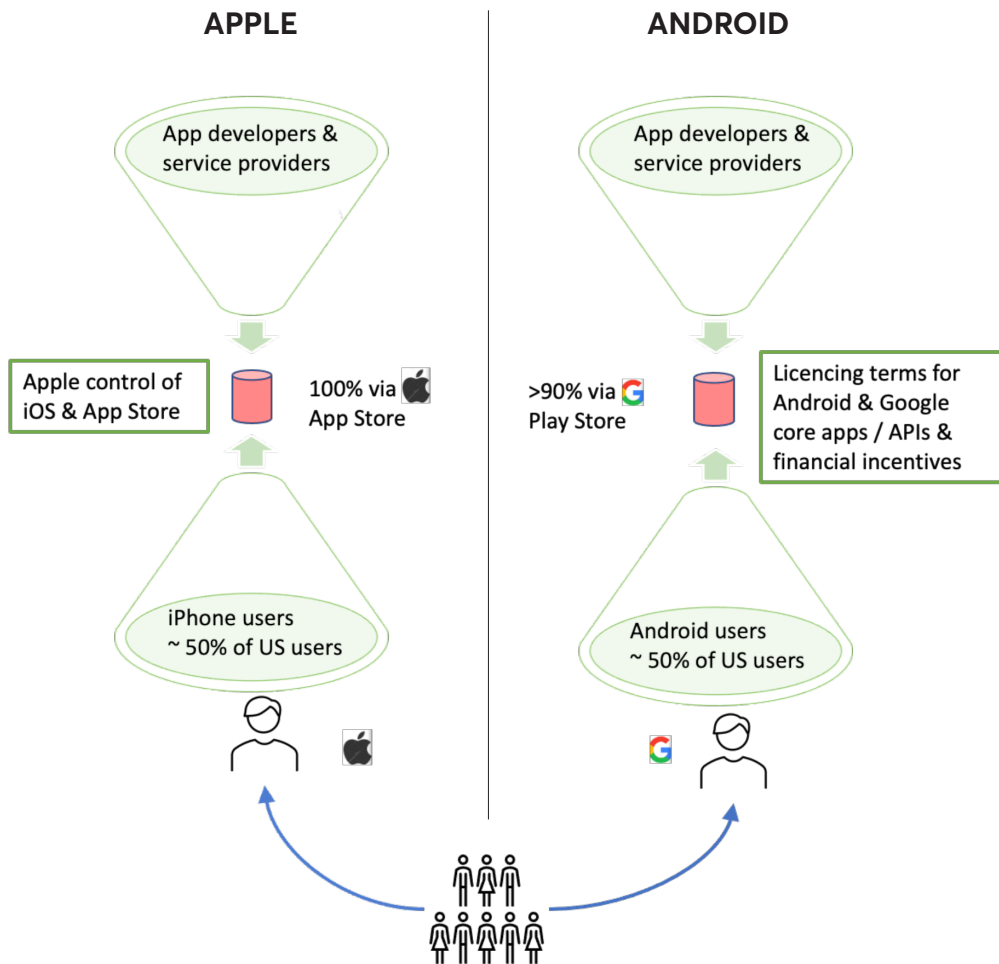 APPLE
App developers &
service providers
Apple control of
iOS & App Store
100% via
App Store
iPhone users
~ 50% of US users
ANDROID
App developers &
service providers
>90% via G
Play Store
Licencing terms for
Android & Google
core apps / APIs &
financial incentives
Android users
~ 50% of US users
G